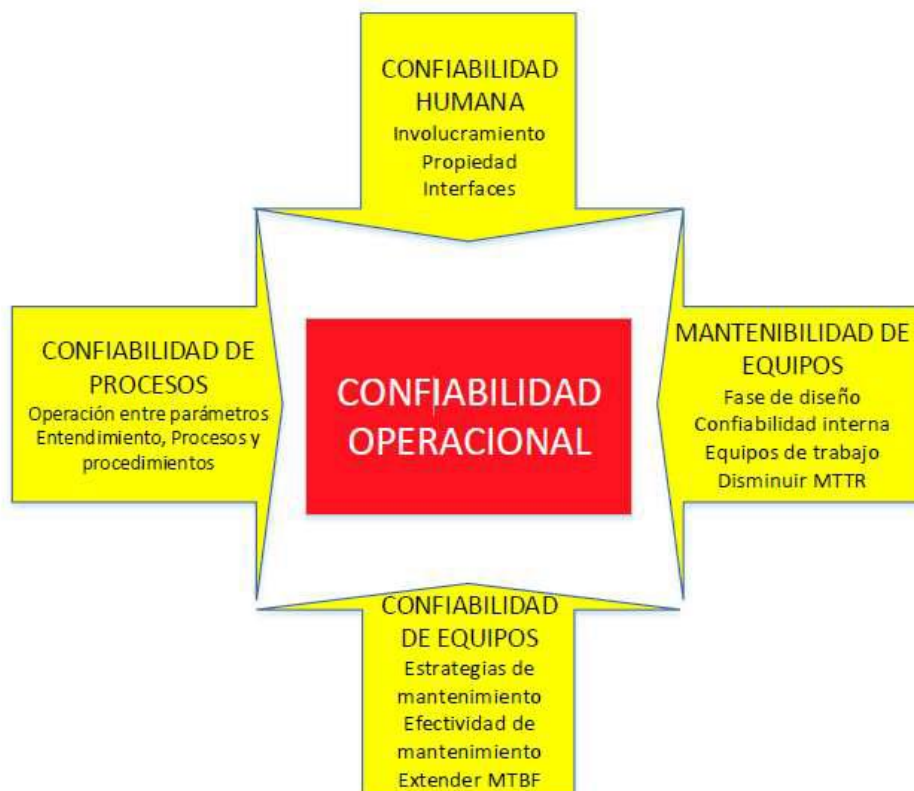 CONFIABILIDAD
HUMANA
Involucramiento
Propiedad
Interfaces
CONFIABILIDAD DE
PROCESOS
Operación entre parámetros
Entendimiento, Procesos y
procedimientos
CONFIABILIDAD
OPERACIONAL
MANTENIBILIDAD DE
EQUIPOS
Fase de diseño
Confiabilidad interna
Equipos de trabajo
Disminuir MTTR
CONFIABILIDAD
DE EQUIPOS
Estrategias de
mantenimiento
Efectividad de
mantenimiento
Extender MTBF